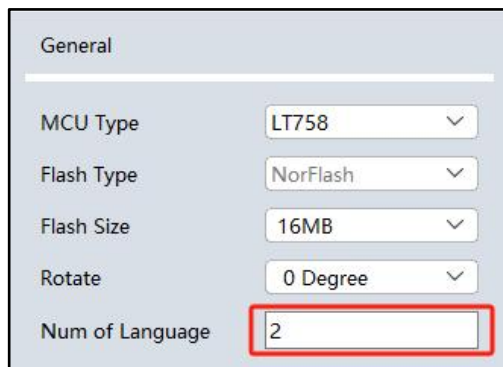 General
MCU Type LT758
Flash Type NorFlash
Flash Size 16MB
Rotate 0 Degree
Num of Language 2